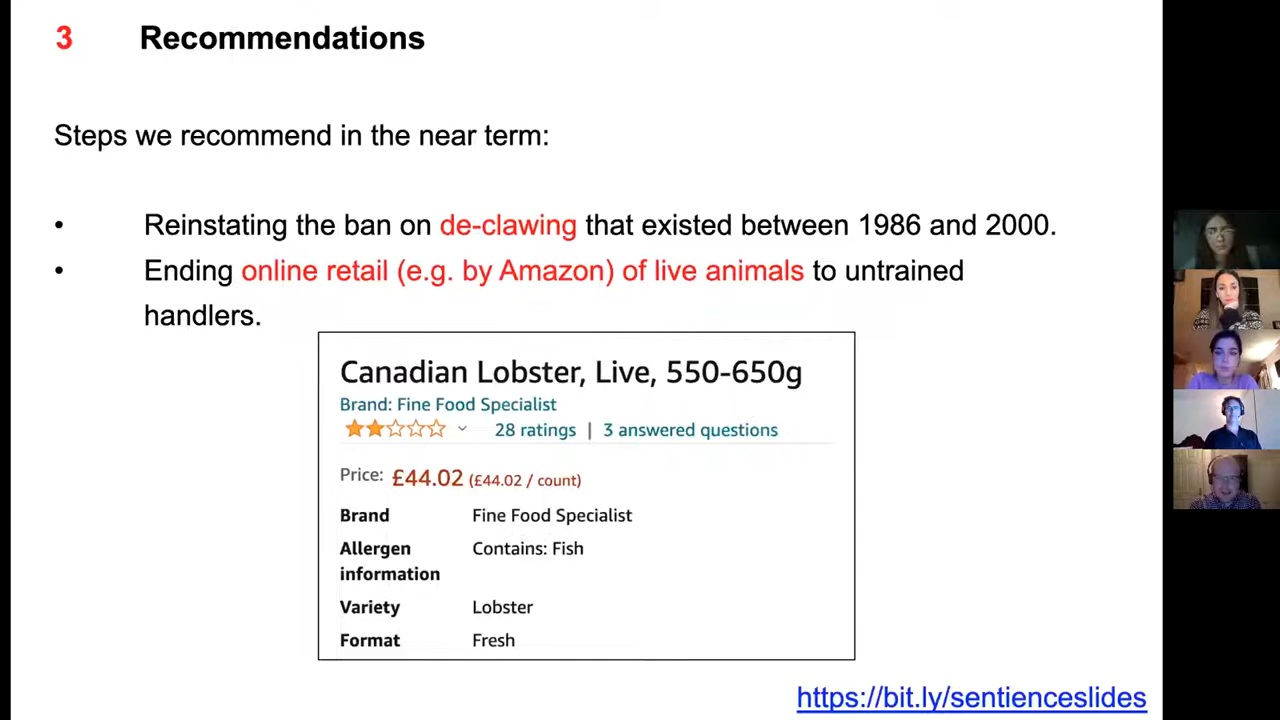 3 Recommendations
Steps we recommend in the near term:
• Reinstating the ban on de-clawing that existed between 1986 and 2000.
• Ending online retail (e.g. by Amazon) of live animals to untrained
handlers.
Canadian Lobster, Live, 550-650g
Brand: Fine Food Specialist
28 ratings | 3 answered questions
Price: £44.02 (£44.02 / count)
Brand Fine Food Specialist
Allergen Contains: Fish
information
Variety Lobster
Format Fresh
https://bit.ly/sentienceslides